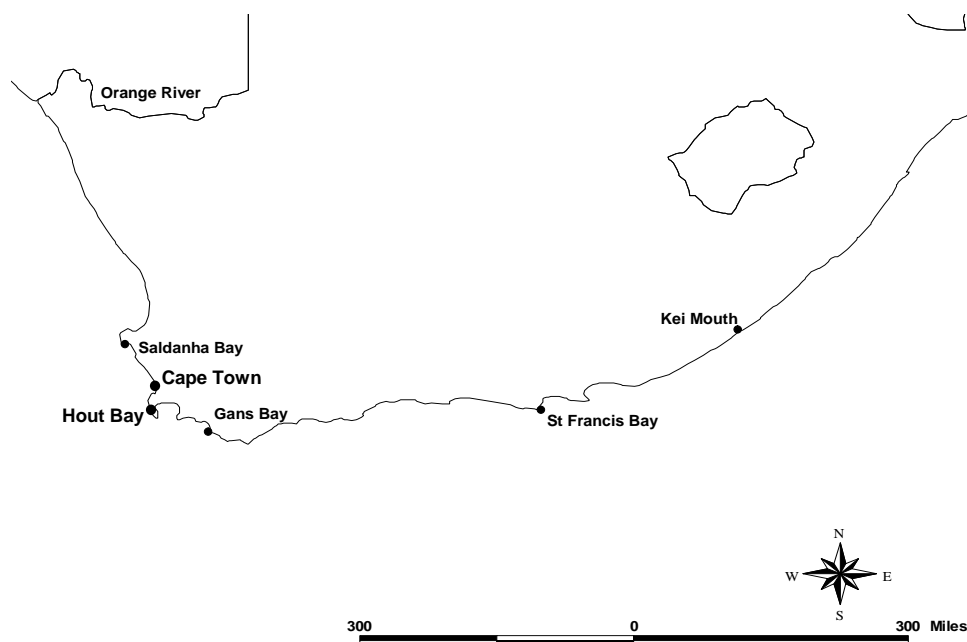 Orange River
Kei Mouth
Saldanha Bay
Cape Town
Hout Bay
Gans Bay
St Francis Bay
N
W E
S
300 0 300 Miles